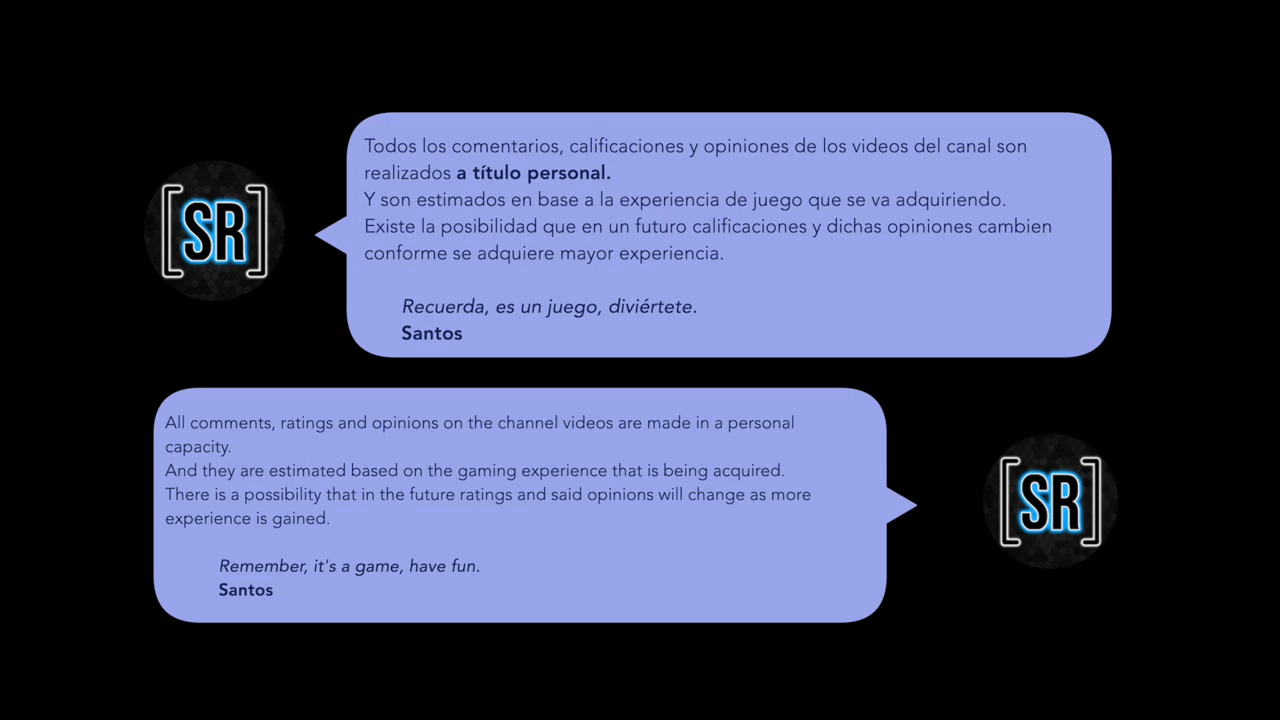 Todos los comentarios, calificaciones y opiniones de los videos del canal son
realizados a título personal.
Y son estimados en base a la experiencia de juego que se va adquiriendo.
Existe la posibilidad que en un futuro calificaciones y dichas opiniones cambien
conforme se adquiere mayor experiencia.
Recuerda, es un juego, diviértete.
Santos
[SR]
All comments, ratings and opinions on the channel videos are made in a personal
capacity.
And they are estimated based on the gaming experience that is being acquired.
There is a possibility that in the future ratings and said opinions will change as more
experience is gained.
Remember, it's a game, have fun.
Santos
[SR]